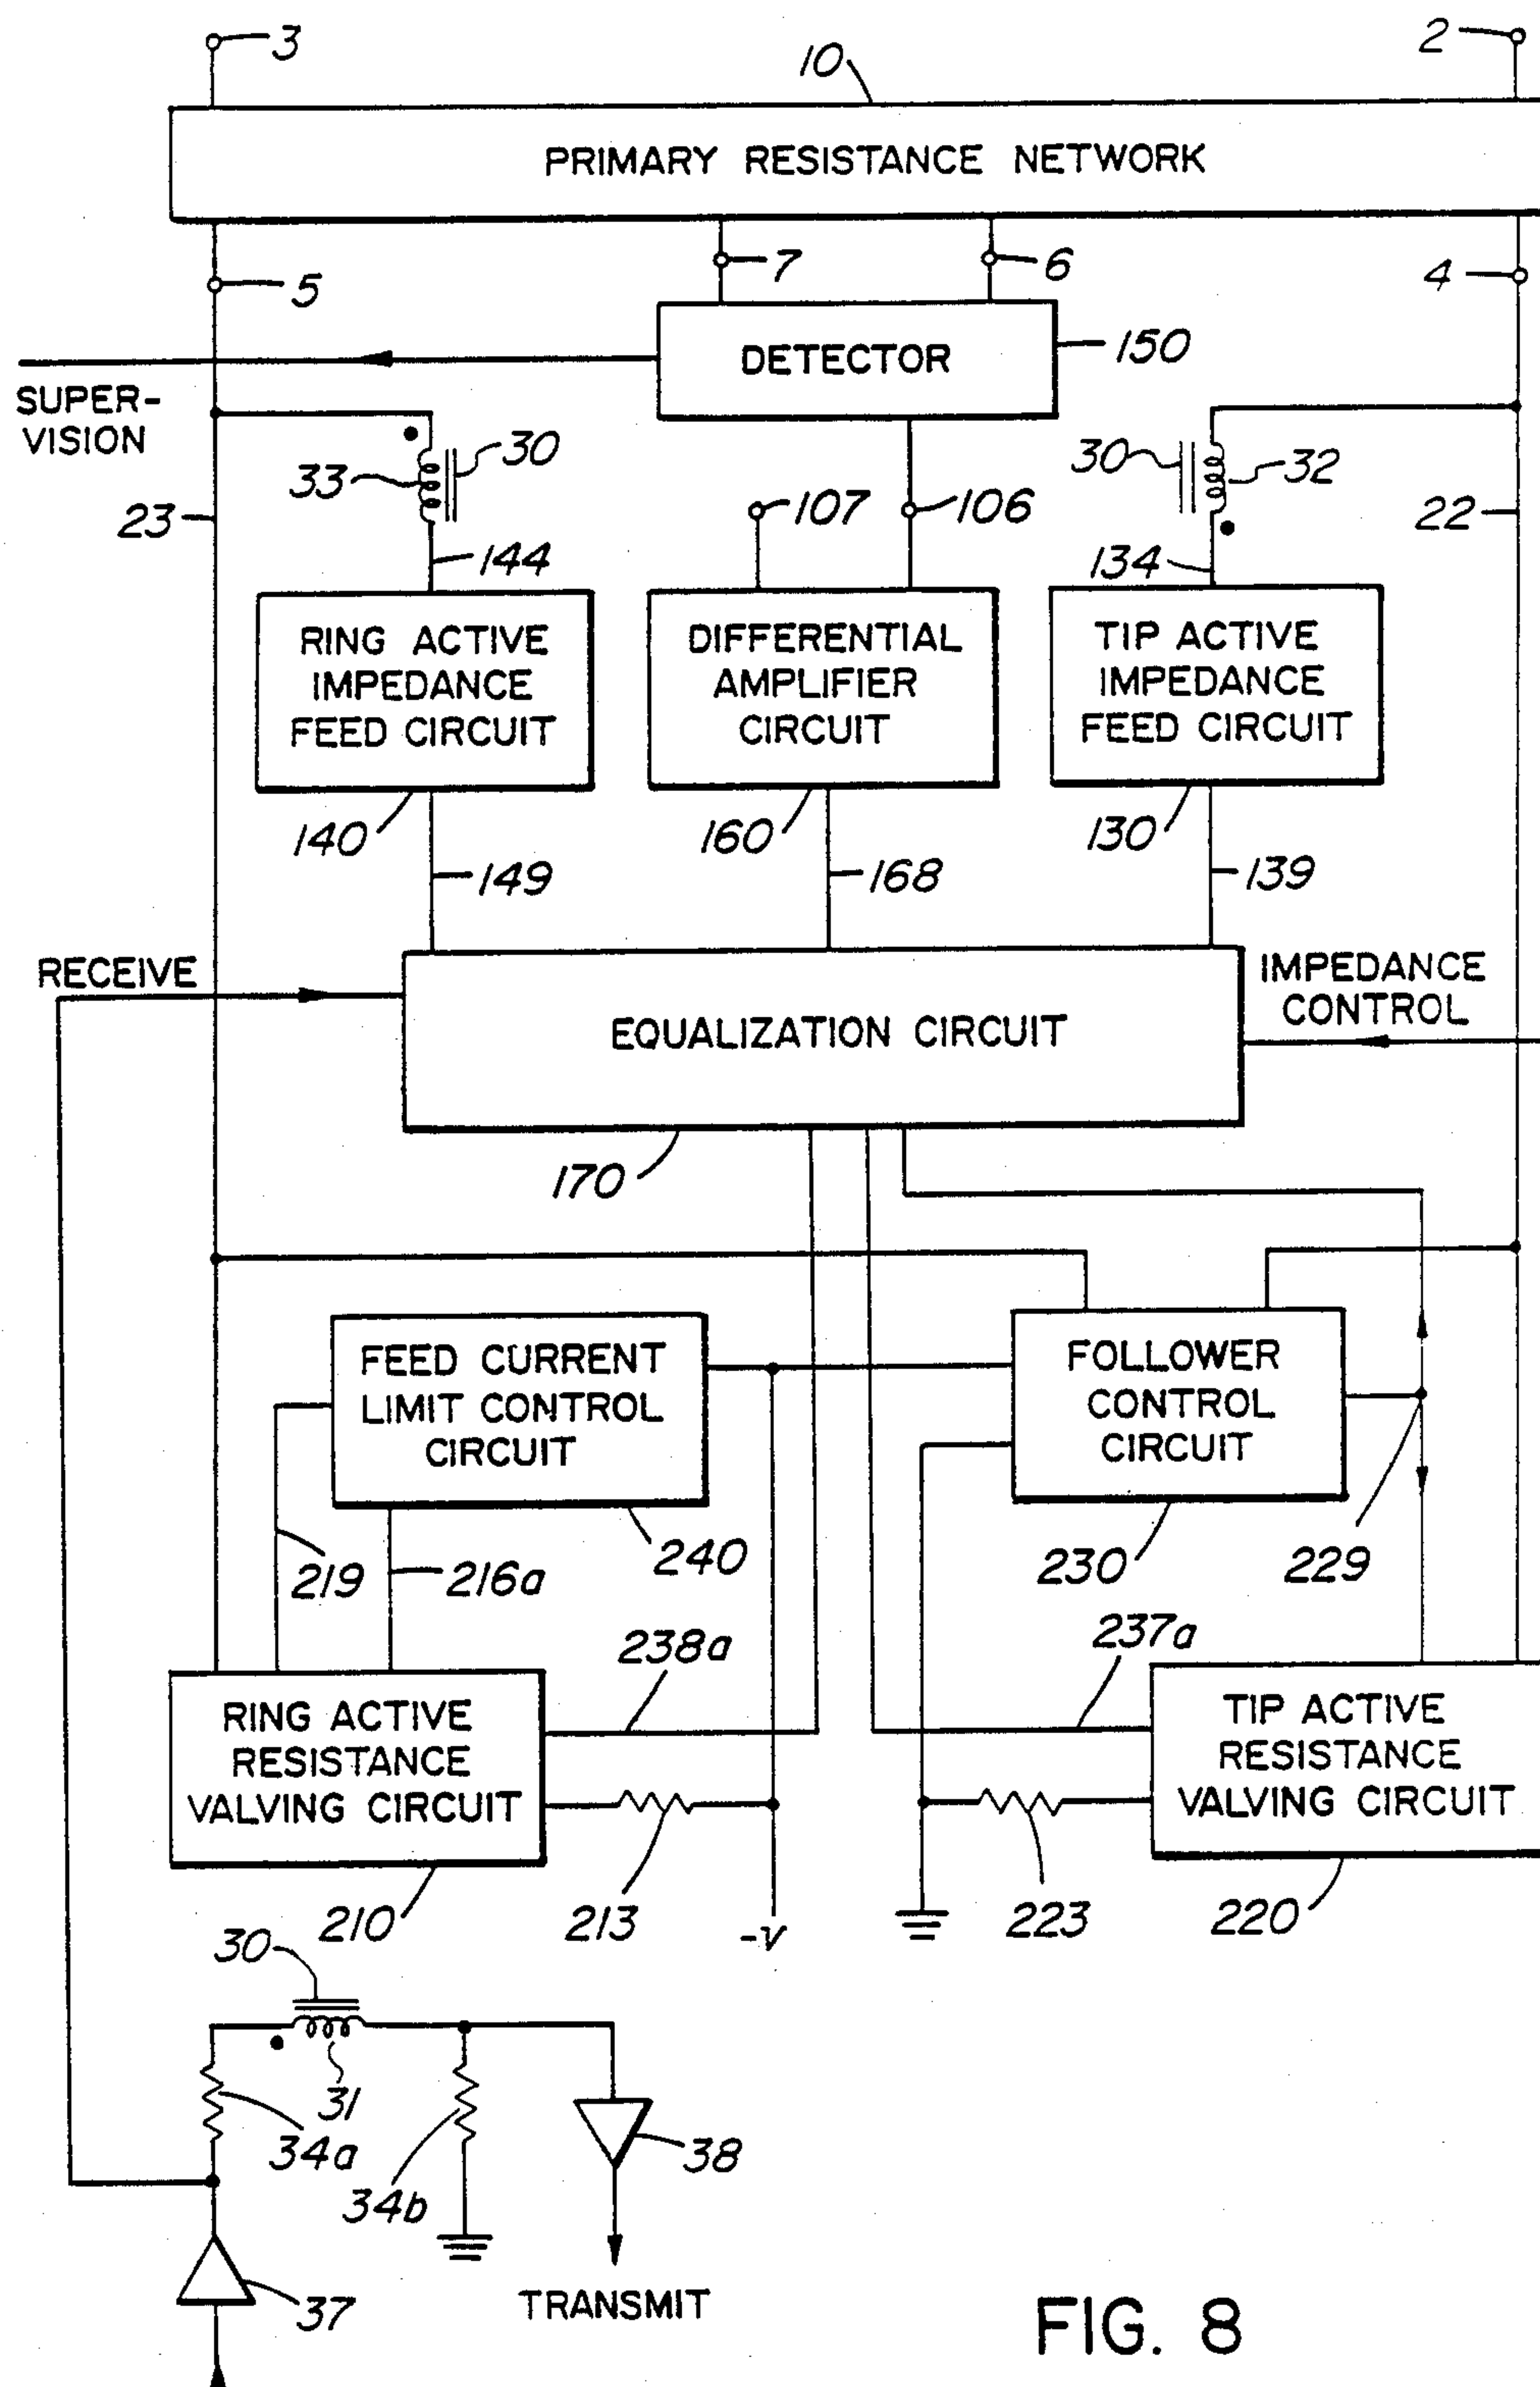 3
2
10
PRIMARY RESISTANCE NETWORK
7
6
5
4
DETECTOR
150
SUPER-
VISION
33
30
30
32
23
107
106
22
144
134
RING ACTIVE
IMPEDANCE
FEED CIRCUIT
DIFFERENTIAL
AMPLIFIER
CIRCUIT
TIP ACTIVE
IMPEDANCE
FEED CIRCUIT
140
160
130
149
168
139
RECEIVE
IMPEDANCE
CONTROL
EQUALIZATION CIRCUIT
170
FEED CURRENT
LIMIT CONTROL
CIRCUIT
FOLLOWER
CONTROL
CIRCUIT
219
216a
240
230
229
238a
237a
RING ACTIVE
RESISTANCE
VALVING CIRCUIT
TIP ACTIVE
RESISTANCE
VALVING CIRCUIT
210
213
-V
223
220
30
31
34a
34b
38
37
TRANSMIT
FIG. 8